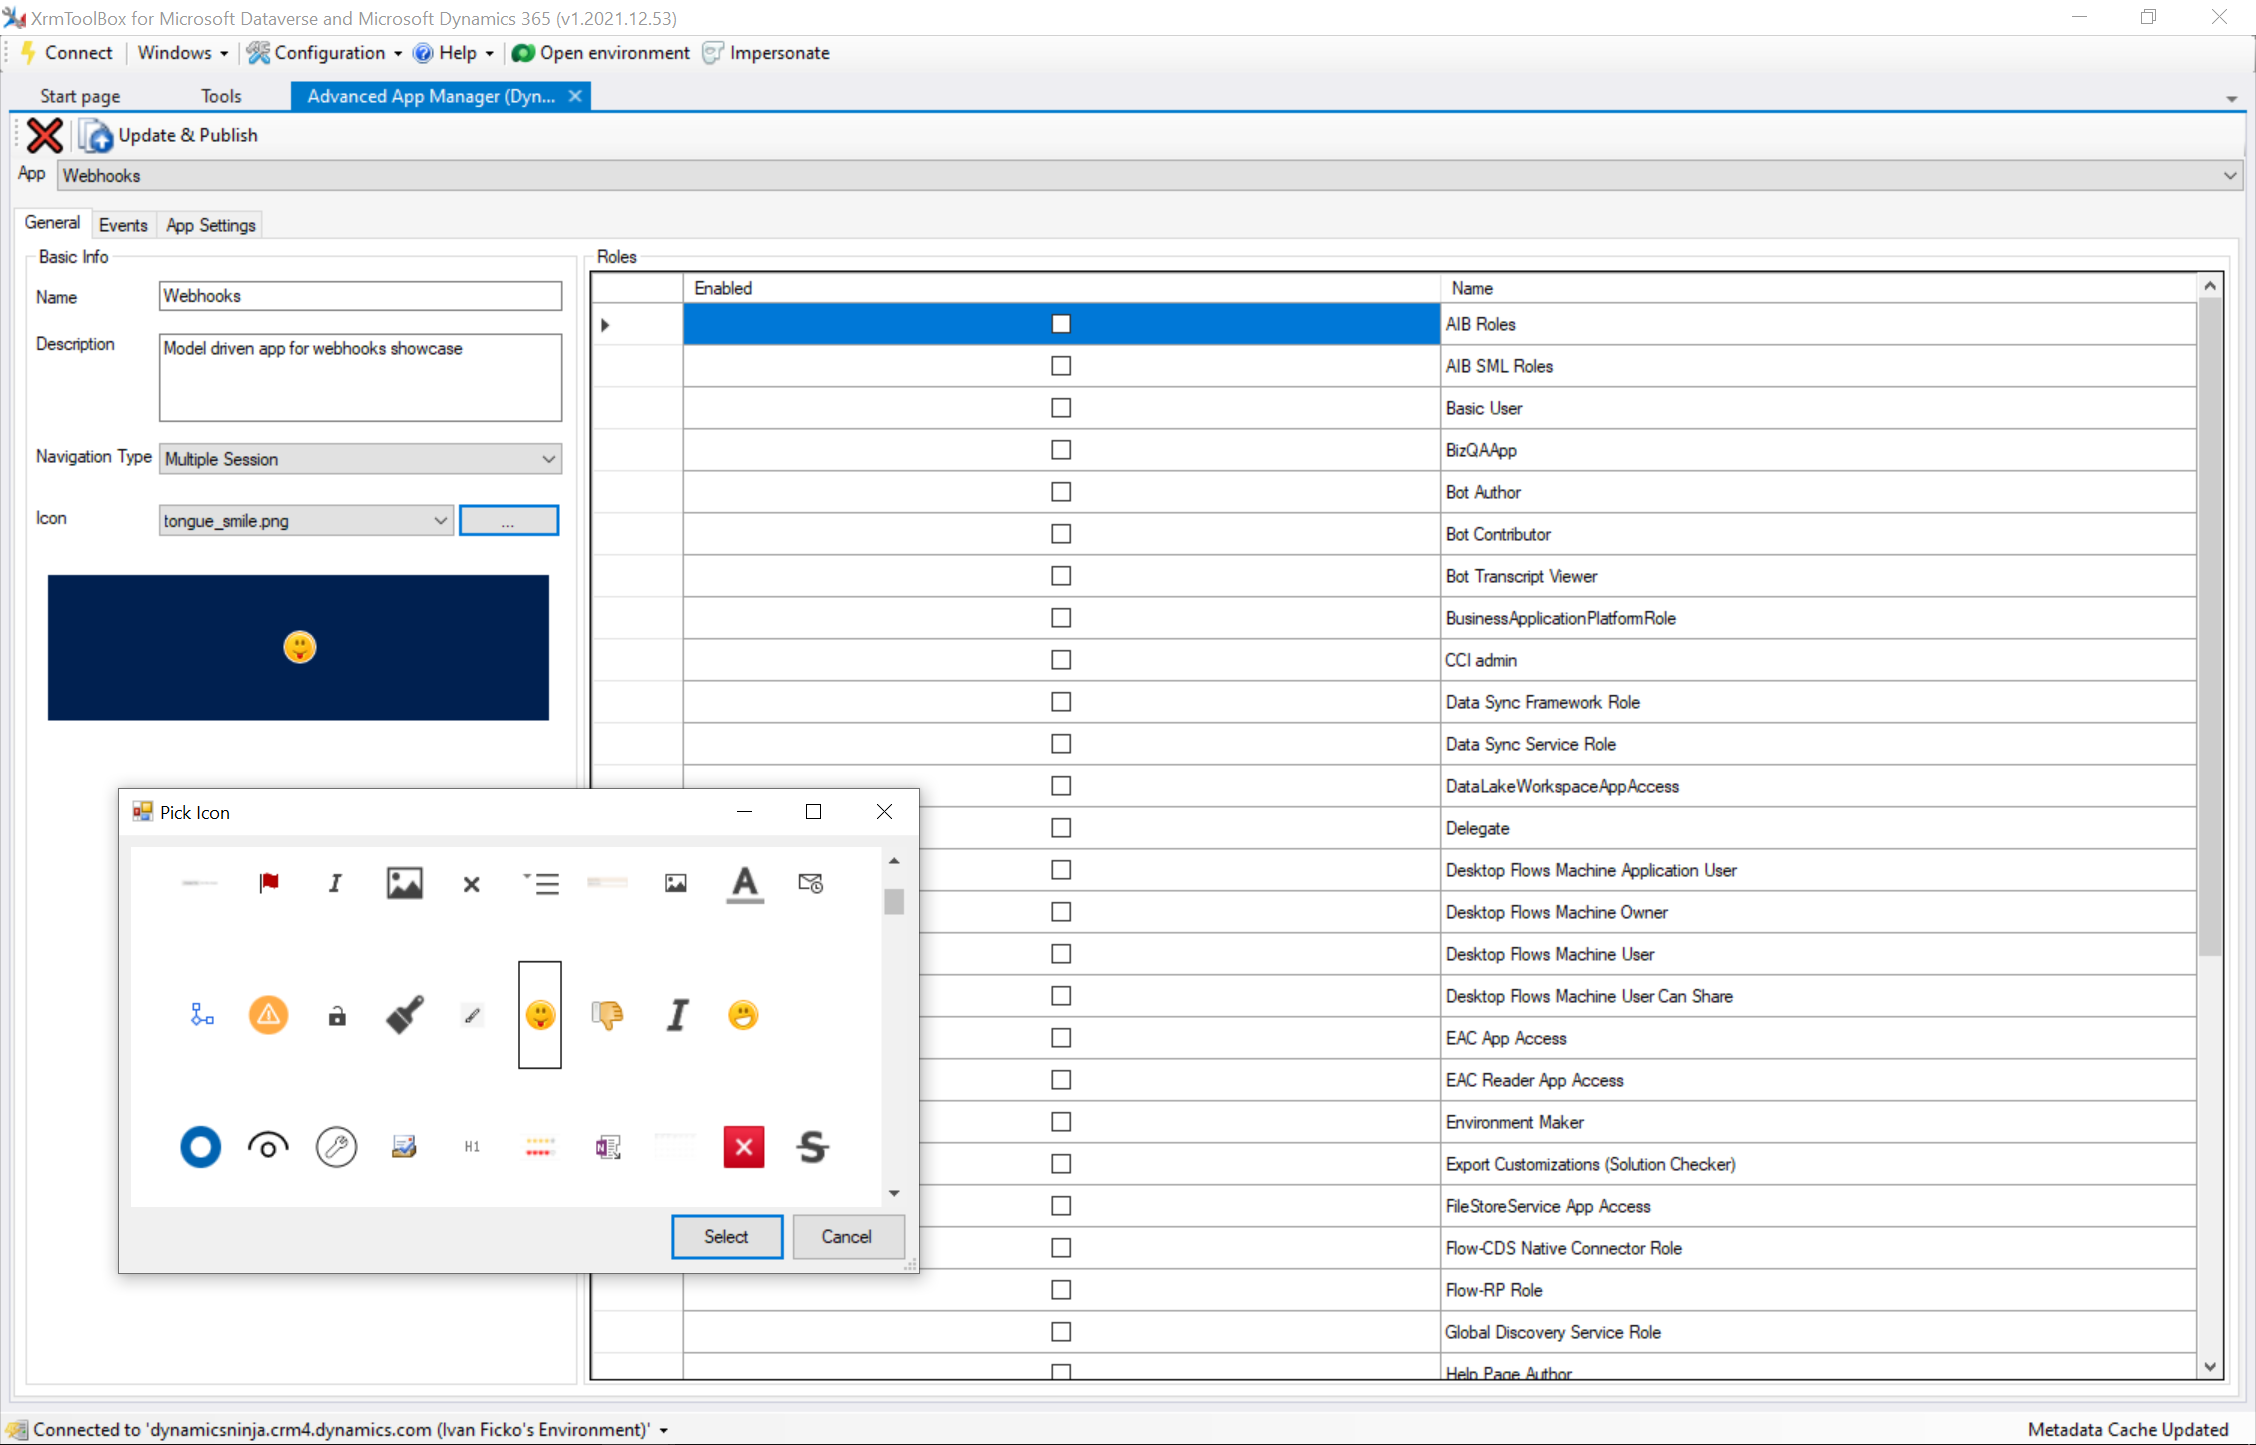 XrmToolBox for Microsoft Dataverse and Microsoft Dynamics 365 (v1.2021.12.53)
Connect Windows Configuration Help Open environment Impersonate
Start page Tools Advanced App Manager (Dyn...
Update & Publish
App Webhooks
General Events App Settings
Basic Info
Name Webhooks
Description Model driven app for webhooks showcase
Navigation Type Multiple Session
Icon tongue_smile.png ...
Roles
Enabled Name
AIB Roles
AIB SML Roles
Basic User
BizQAApp
Bot Author
Bot Contributor
Bot Transcript Viewer
BusinessApplicationPlatformRole
CCI admin
Data Sync Framework Role
Data Sync Service Role
DataLakeWorkspaceAppAccess
Delegate
Desktop Flows Machine Application User
Desktop Flows Machine Owner
Desktop Flows Machine User
Desktop Flows Machine User Can Share
EAC App Access
EAC Reader App Access
Environment Maker
Export Customizations (Solution Checker)
FileStoreService App Access
Flow-CDS Native Connector Role
Flow-RP Role
Global Discovery Service Role
Help Page Author
Pick Icon
I A
I
H1 N S
Select Cancel
Connected to 'dynamicsninja.crm4.dynamics.com (Ivan Ficko's Environment)'
Metadata Cache Updated